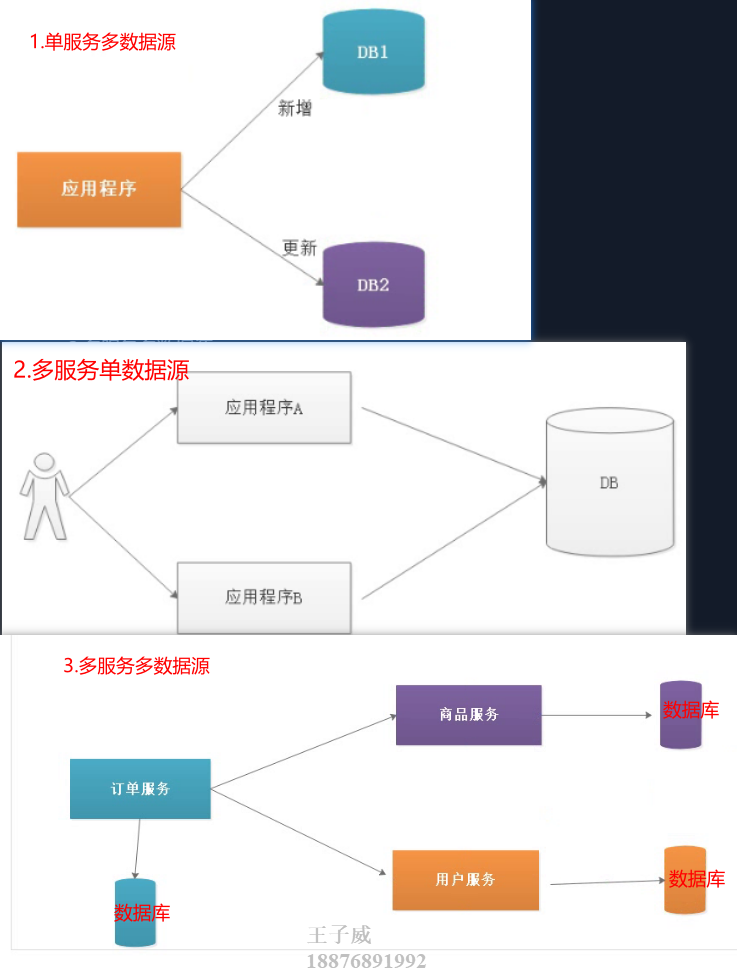 1.单服务多数据源
DB1
新增
应用程序
更新
DB2
2.多服务单数据源
应用程序A
DB
应用程序B
3.多服务多数据源
商品服务
数据库
订单服务
用户服务
数据库
数据库
王子威
18876891992